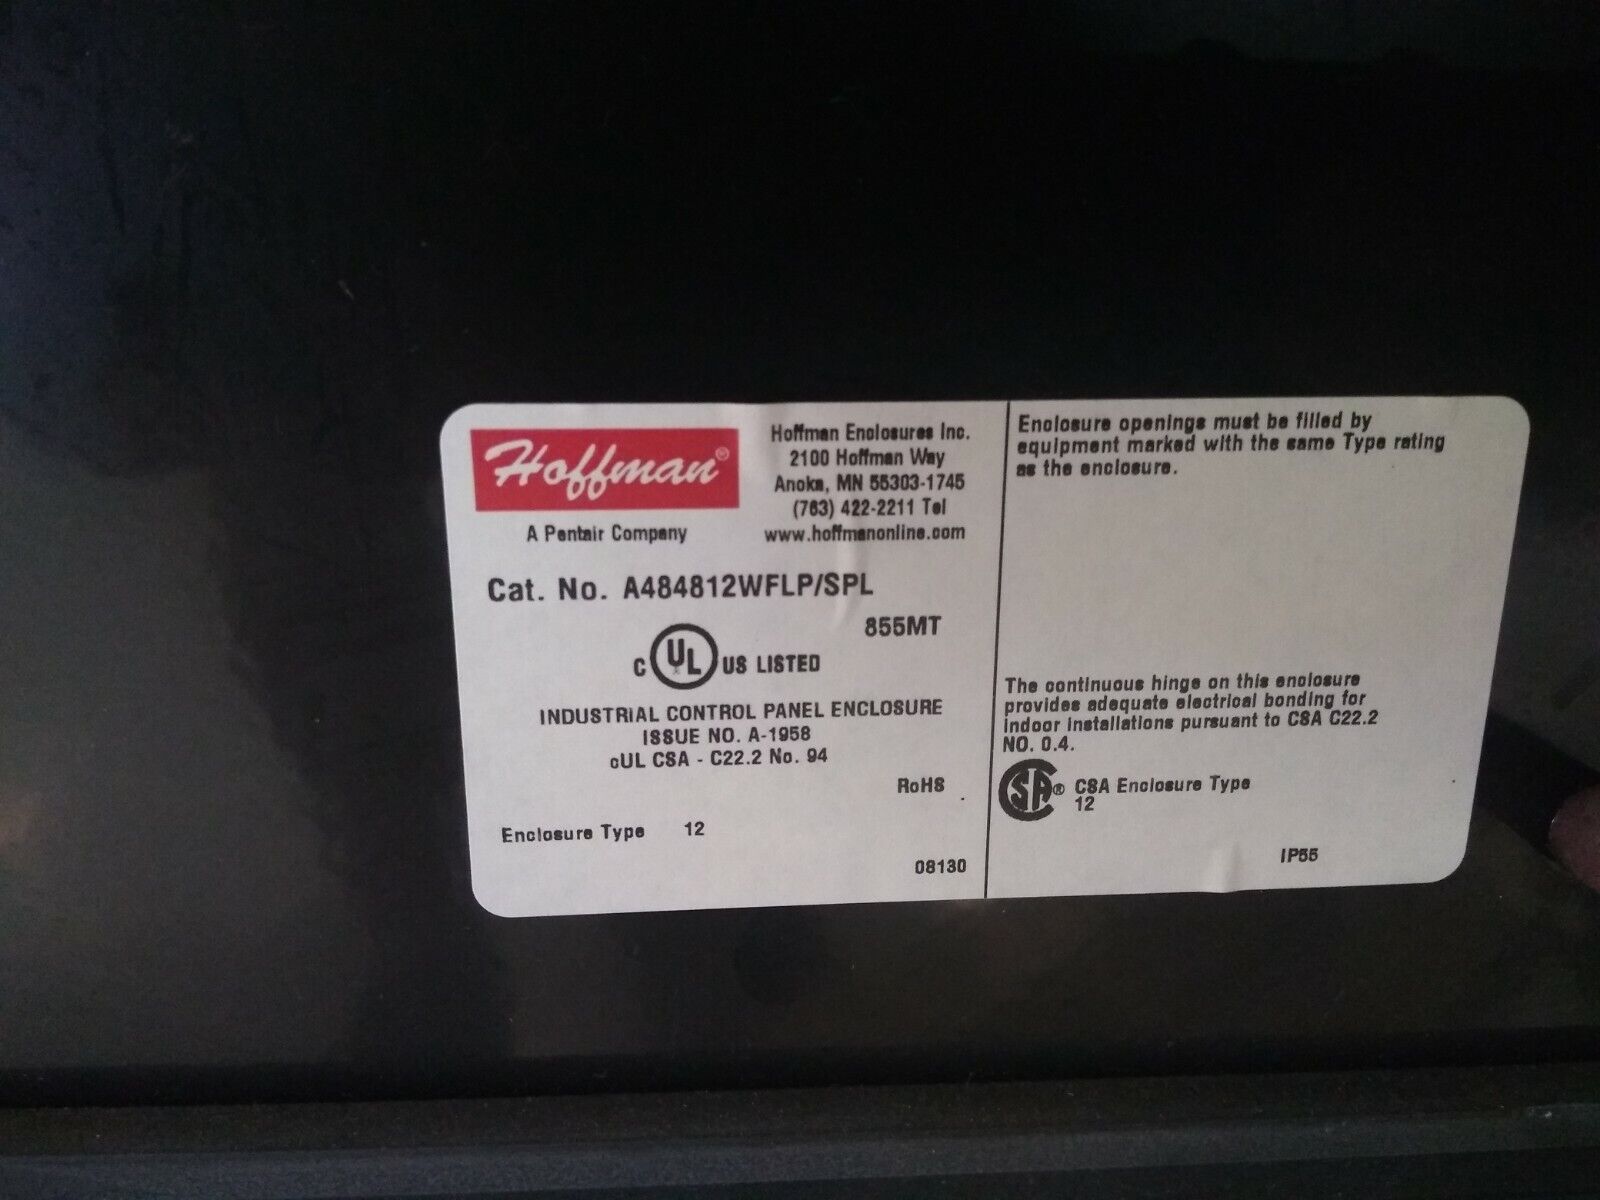 Hoffman®
A Pentair Company
Hoffman Enclosures Inc.
2100 Hoffman Way
Anoka, MN 55303-1745
(763) 422-2211 Tel
www.hoffmanonline.com
Cat. No. A484812WFLP/SPL
855MT
C UL US LISTED
INDUSTRIAL CONTROL PANEL ENCLOSURE
ISSUE NO. A-1958
cUL CSA - C22.2 No. 94
RoHS
Enclosure Type 12
08130
Enclosure openings must be filled by
equipment marked with the same Type rating
as the enclosure.
The continuous hinge on this enclosure
provides adequate electrical bonding for
indoor installations pursuant to CSA C22.2
NO. 0.4.
SA® CSA Enclosure Type
12
IP55